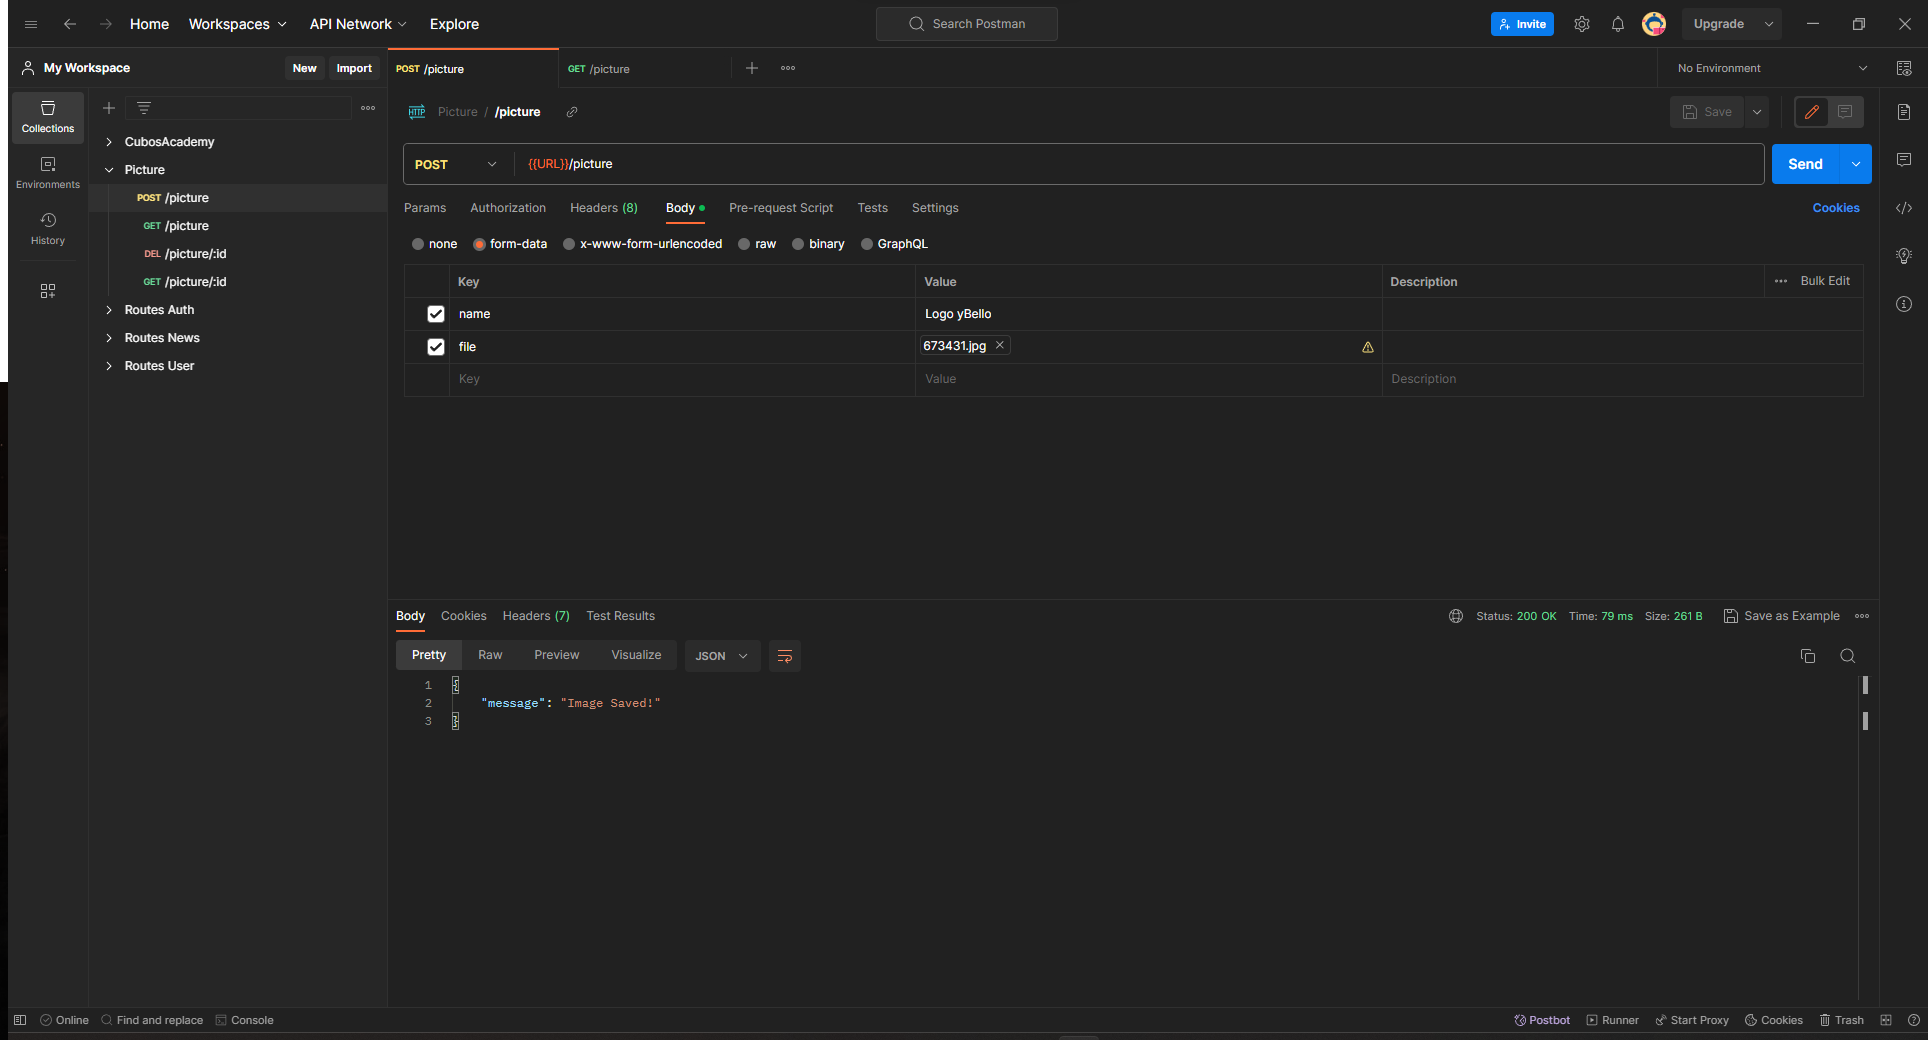 Home Workspaces API Network Explore Search Postman Invite Upgrade
My Workspace New Import POST /picture GET /picture No Environment
Collections
Environments
History
CubosAcademy
Picture
POST /picture
GET /picture
DEL /picture/:id
GET /picture/:id
Routes Auth
Routes News
Routes User
HTTP Picture / /picture Save
POST {{URL}}/picture Send
Params Authorization Headers (8) Body Pre-request Script Tests Settings Cookies
none form-data x-www-form-urlencoded raw binary GraphQL
Key Value Description Bulk Edit
name Logo yBello
file 673431.jpg
Key Value Description
Body Cookies Headers (7) Test Results Status: 200 OK Time: 79 ms Size: 261 B Save as Example
Pretty Raw Preview Visualize JSON
1 {
2 "message": "Image Saved!"
3 }
Online Find and replace Console Postbot Runner Start Proxy Cookies Trash